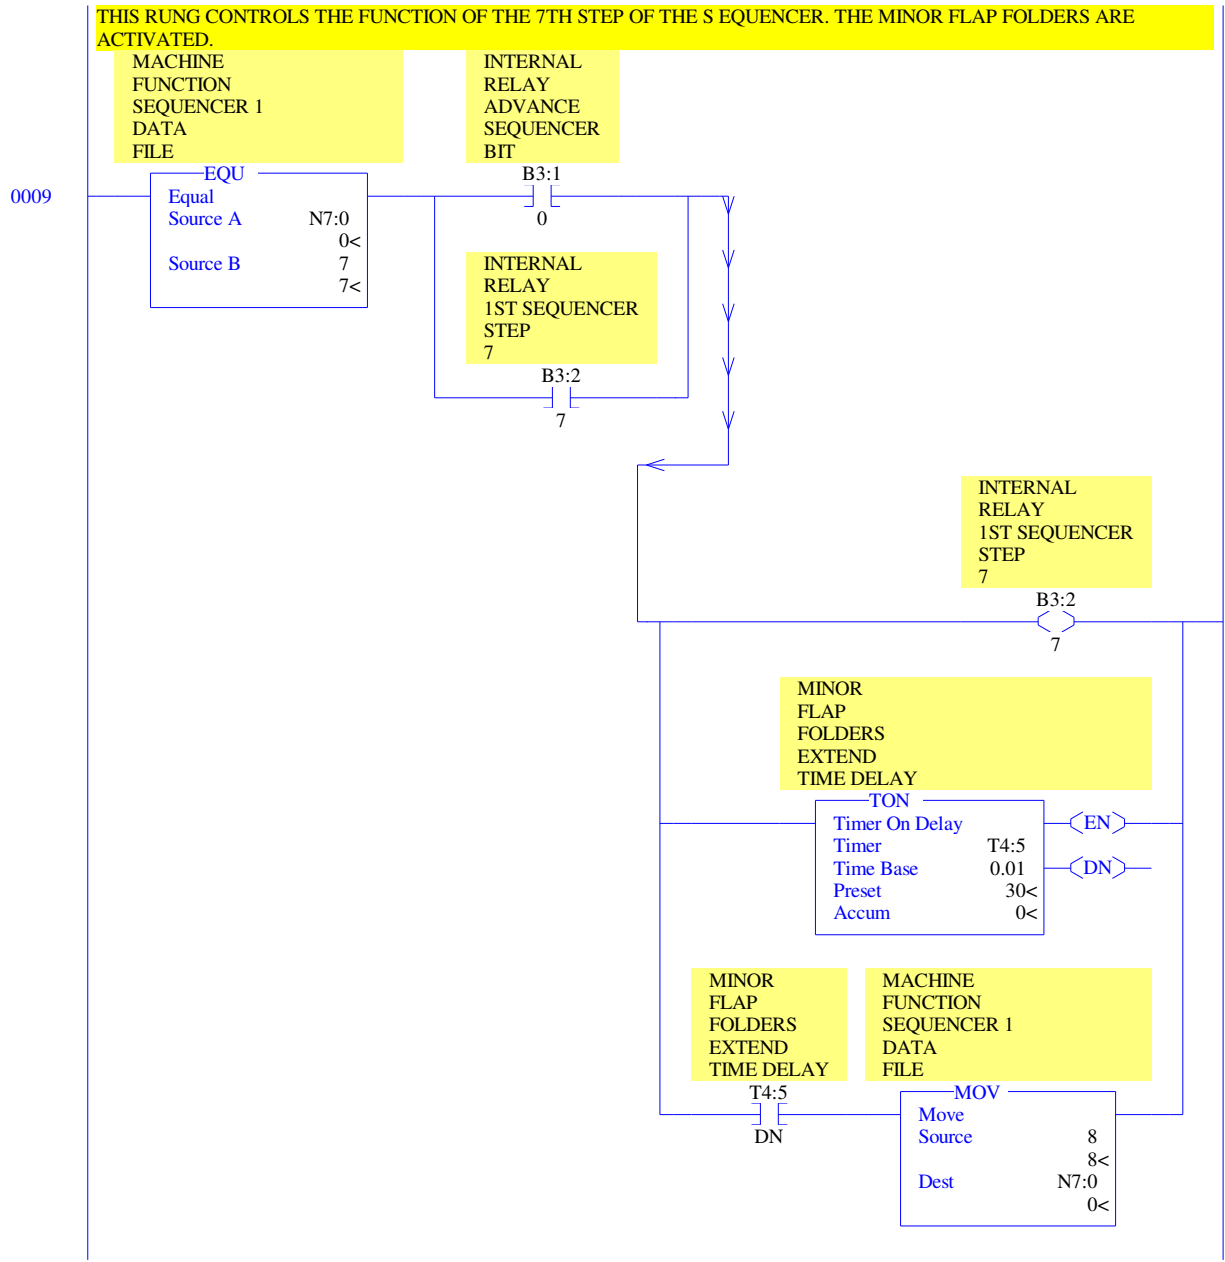 THIS RUNG CONTROLS THE FUNCTION OF THE 7TH STEP OF THE S EQUENCER. THE MINOR FLAP FOLDERS ARE
ACTIVATED.
MACHINE
FUNCTION
SEQUENCER 1
DATA
FILE
INTERNAL
RELAY
ADVANCE
SEQUENCER
BIT
0009
EQU
Equal
Source A N7:0
0<
Source B 7
7<
B3:1
0
INTERNAL
RELAY
1ST SEQUENCER
STEP
7
B3:2
7
INTERNAL
RELAY
1ST SEQUENCER
STEP
7
B3:2
7
MINOR
FLAP
FOLDERS
EXTEND
TIME DELAY
TON
Timer On Delay
Timer T4:5
Time Base 0.01
Preset 30<
Accum 0<
EN
DN
MINOR
FLAP
FOLDERS
EXTEND
TIME DELAY
T4:5
DN
MACHINE
FUNCTION
SEQUENCER 1
DATA
FILE
MOV
Move
Source 8
8<
Dest N7:0
0<